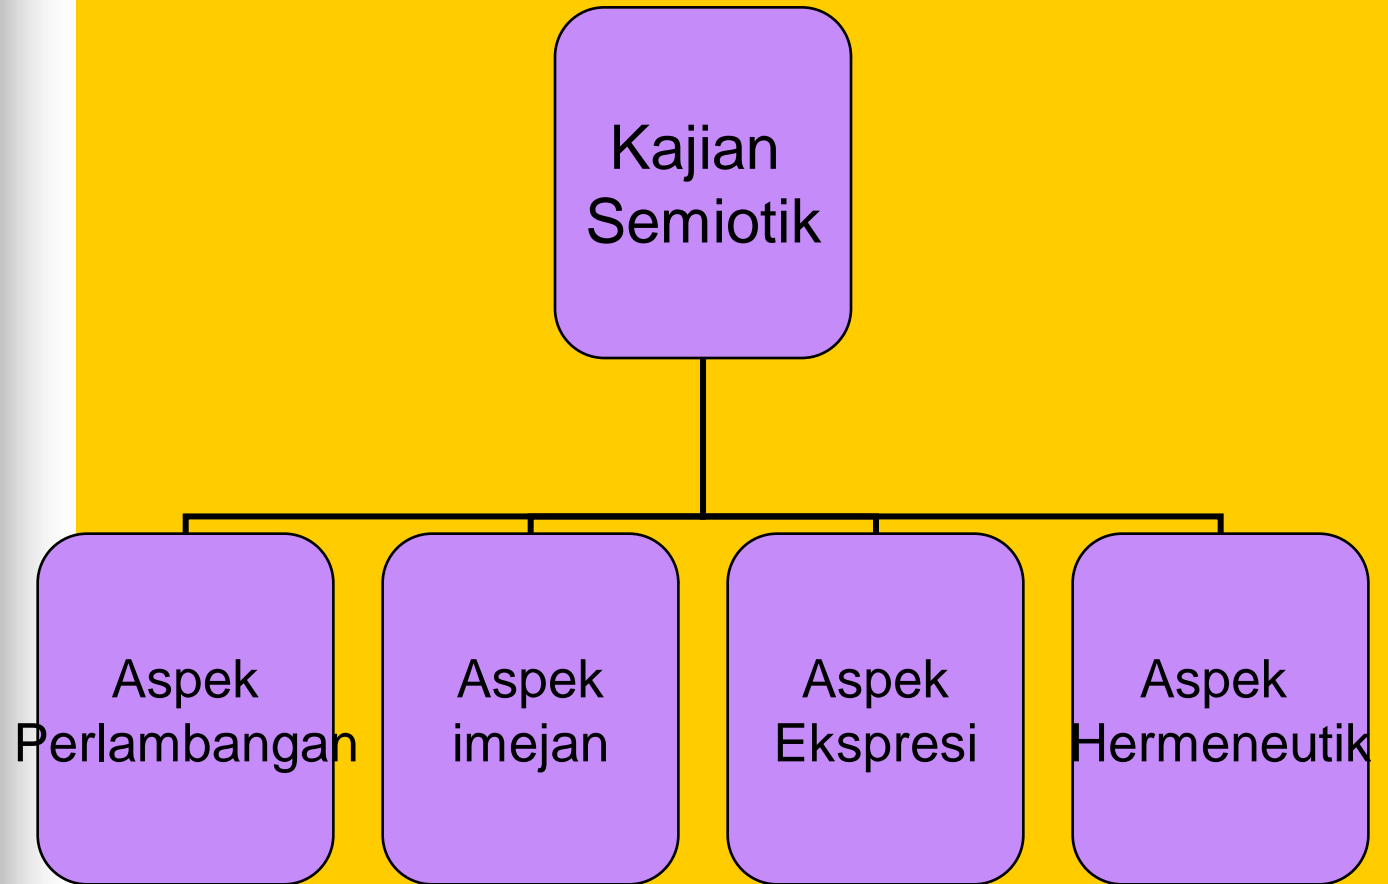 Kajian
Semiotik
Aspek
Perlambangan
Aspek
imejan
Aspek
Ekspresi
Aspek
Hermeneutik